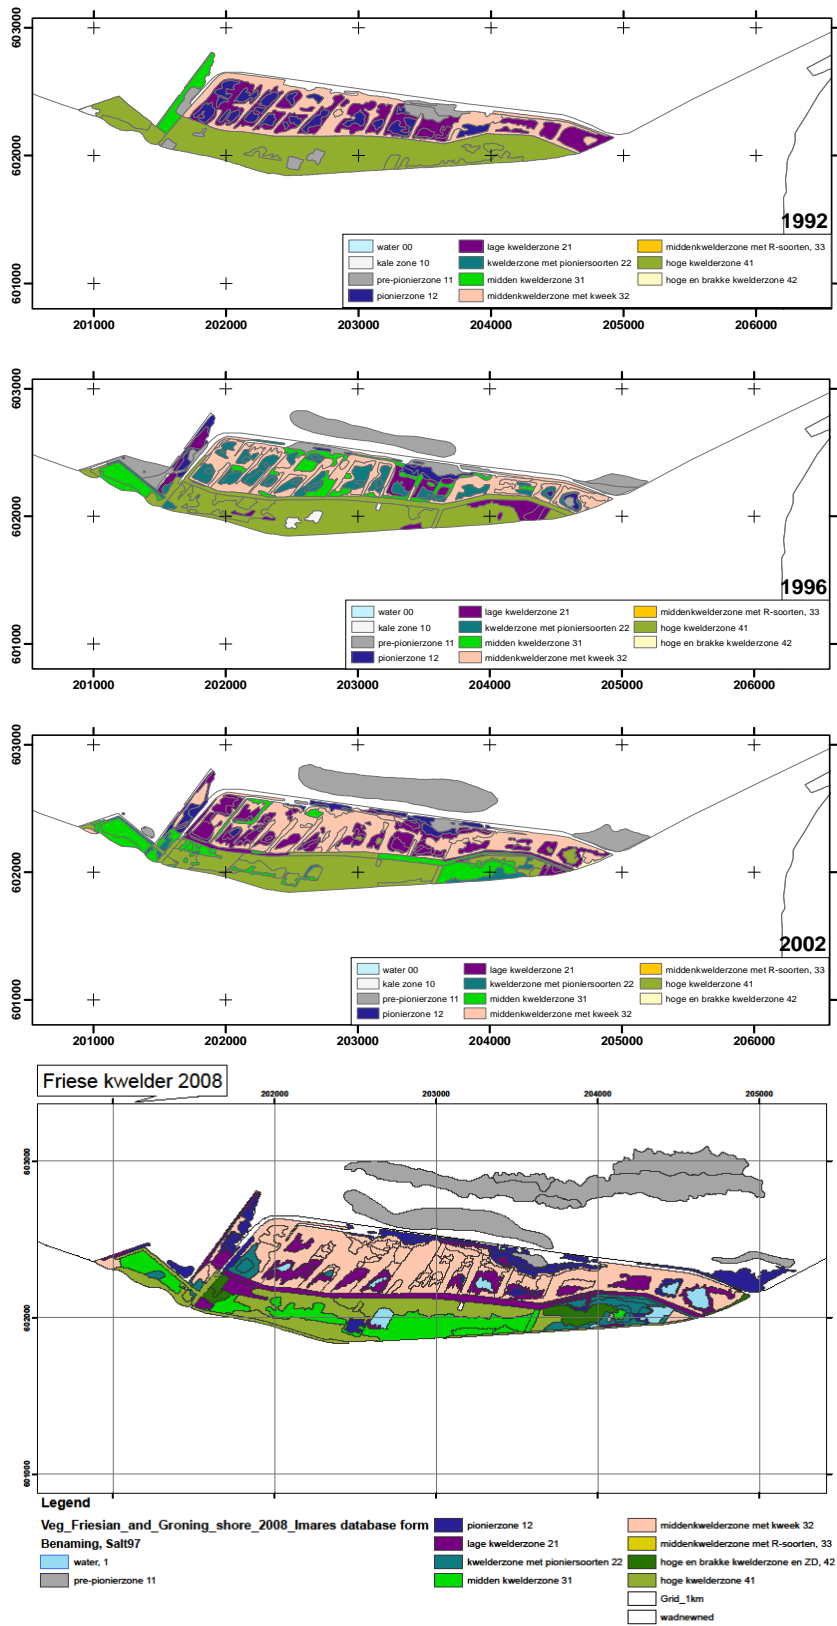 603000
602000
601000
1992
water 00
lage kwelderzone 21
middenkwelderzone met R-soorten, 33
kale zone 10
kwelderzone met pioniersoorten 22
hoge kwelderzone 41
pre-pionierzone 11
midden kwelderzone 31
hoge en brakke kwelderzone 42
pionierzone 12
middenkwelderzone met kweek 32
201000 202000 203000 204000 205000 206000
603000
602000
601000
1996
water 00
lage kwelderzone 21
middenkwelderzone met R-soorten, 33
kale zone 10
kwelderzone met pioniersoorten 22
hoge kwelderzone 41
pre-pionierzone 11
midden kwelderzone 31
hoge en brakke kwelderzone 42
pionierzone 12
middenkwelderzone met kweek 32
201000 202000 203000 204000 205000 206000
603000
602000
601000
2002
water 00
lage kwelderzone 21
middenkwelderzone met R-soorten, 33
kale zone 10
kwelderzone met pioniersoorten 22
hoge kwelderzone 41
pre-pionierzone 11
midden kwelderzone 31
hoge en brakke kwelderzone 42
pionierzone 12
middenkwelderzone met kweek 32
201000 202000 203000 204000 205000 206000
Friese kwelder 2008
202000 203000 204000 205000
603000
602000
601000
Legend
Veg_Friesian_and_Groning_shore_2008_Imares database form
Benaming, Salt97
water, 1
pre-pionierzone 11
pionierzone 12
lage kwelderzone 21
kwelderzone met pioniersoorten 22
midden kwelderzone 31
middenkwelderzone met kweek 32
middenkwelderzone met R-soorten, 33
hoge en brakke kwelderzone en ZD, 42
hoge kwelderzone 41
Grid_1km
wadnewned